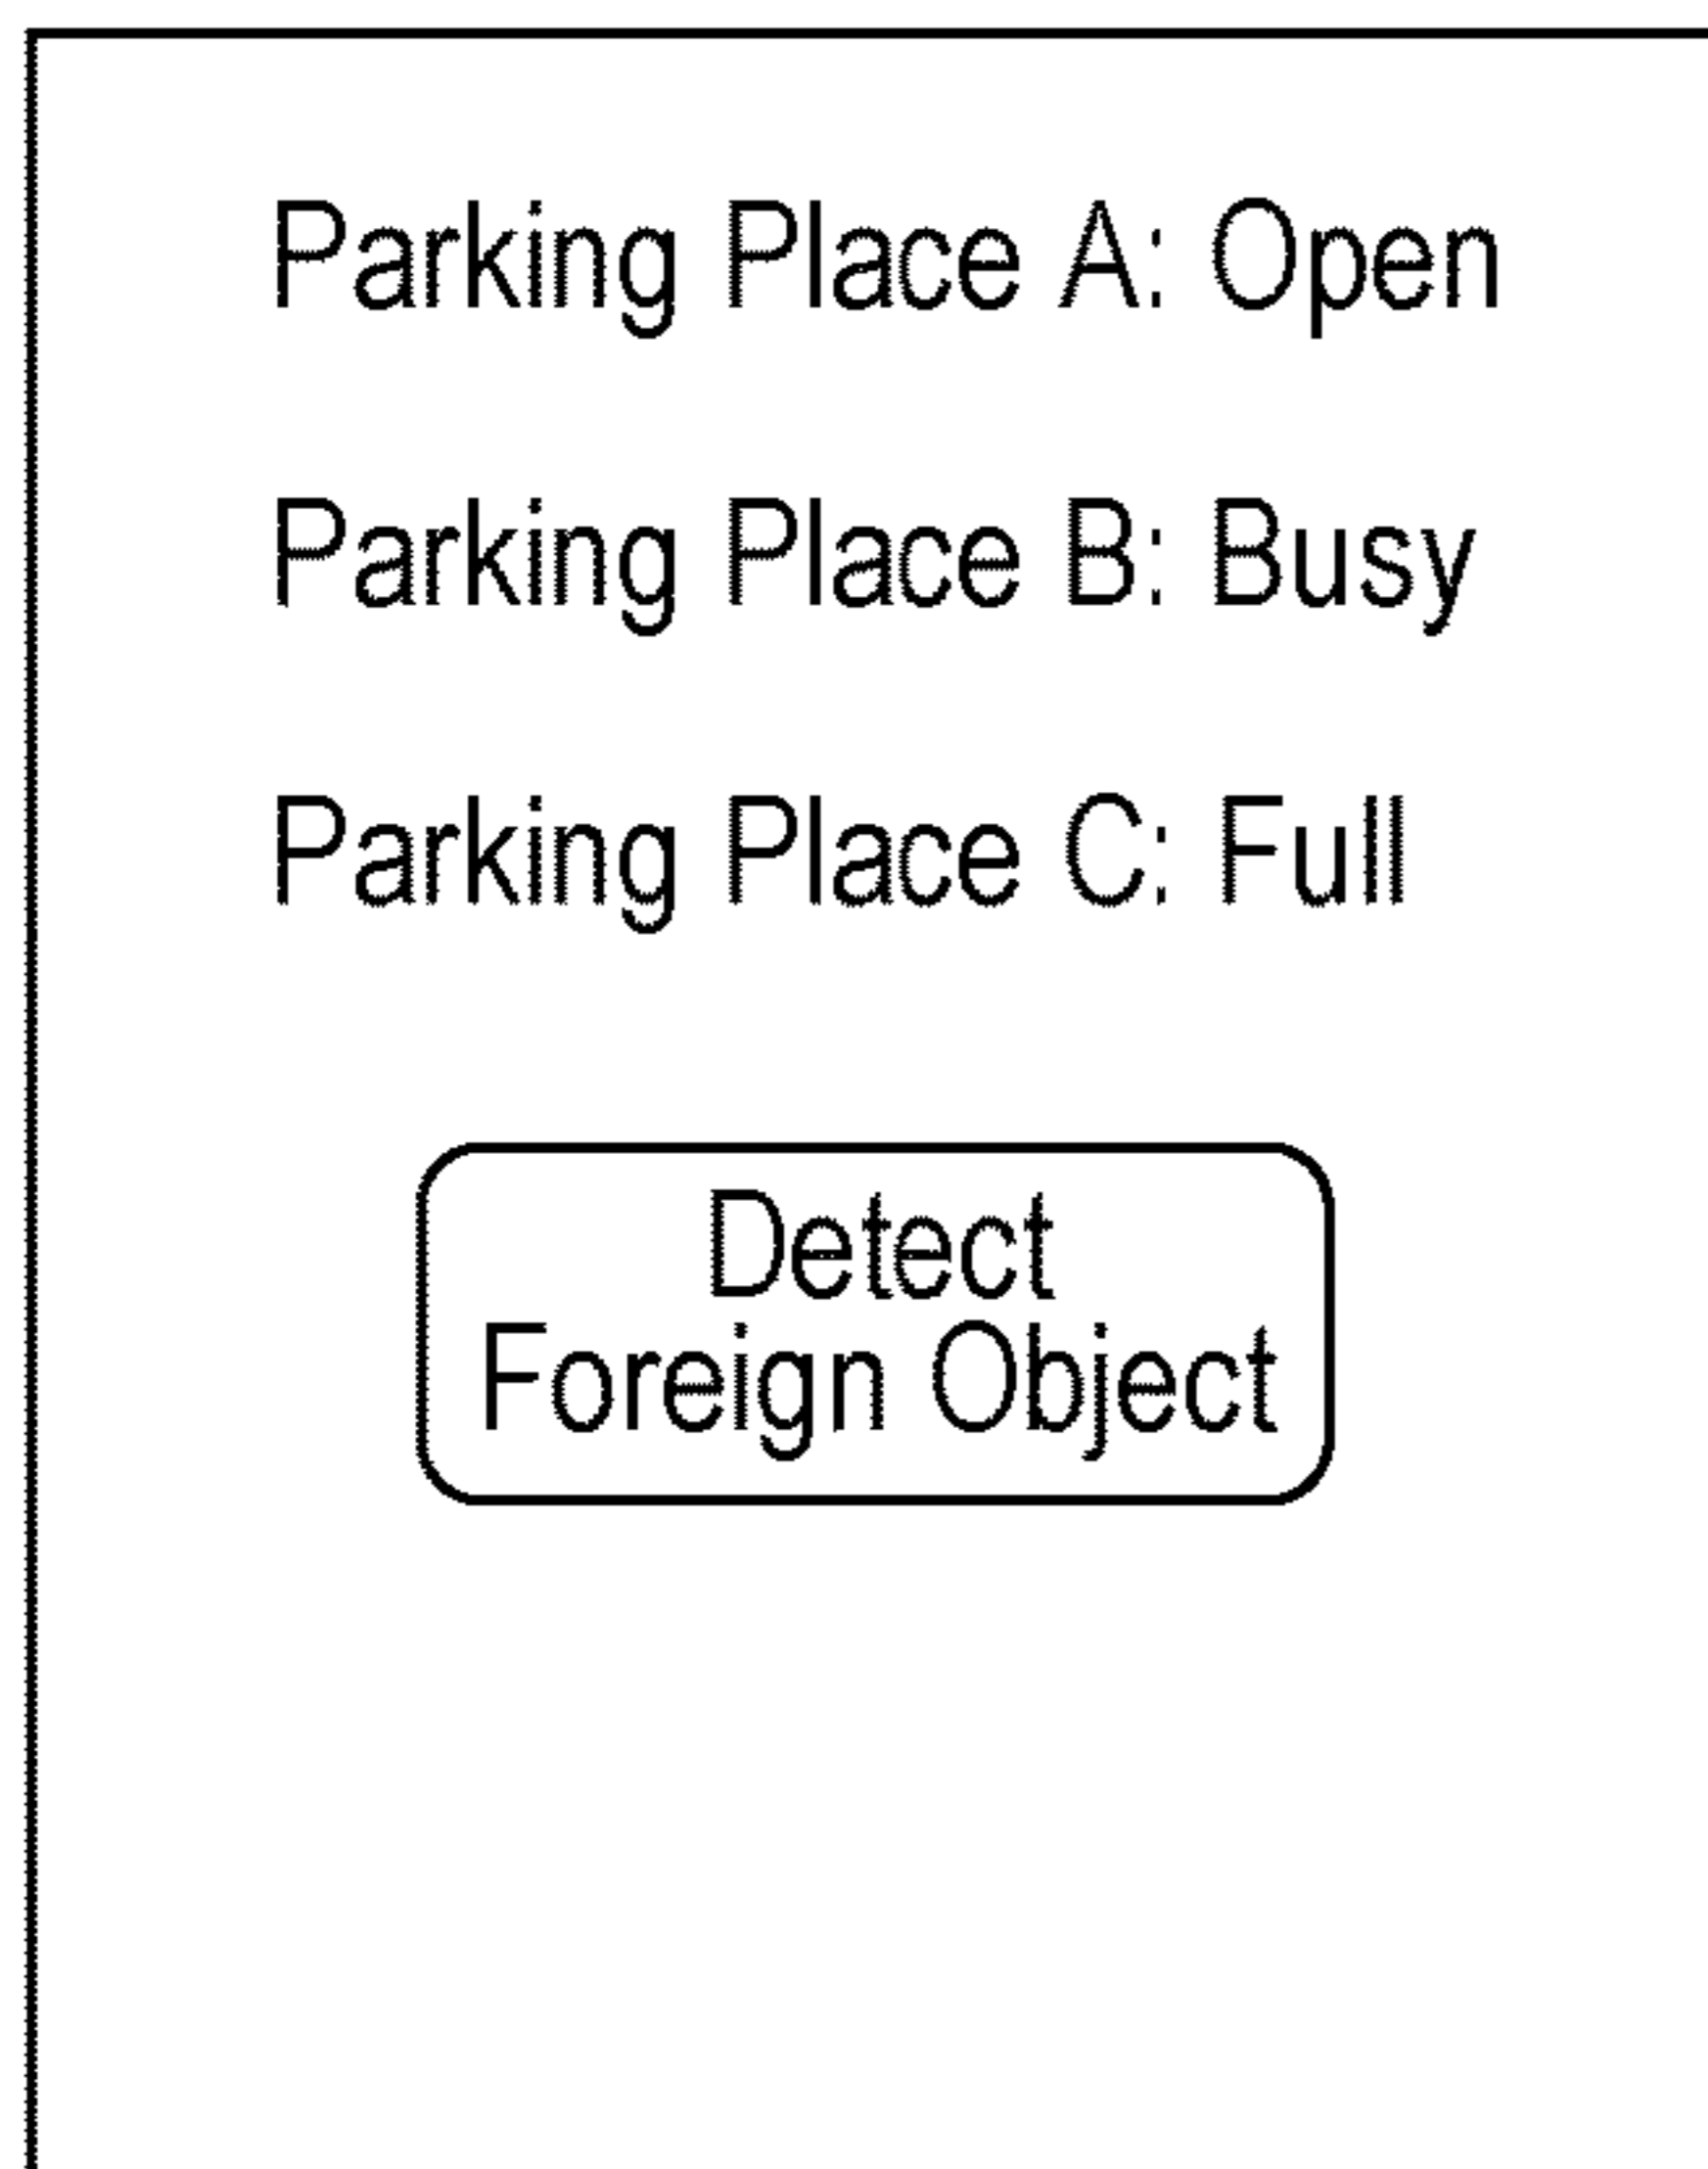 Parking Place A: Open
Parking Place B: Busy
Parking Place C: Full
Detect
Foreign Object